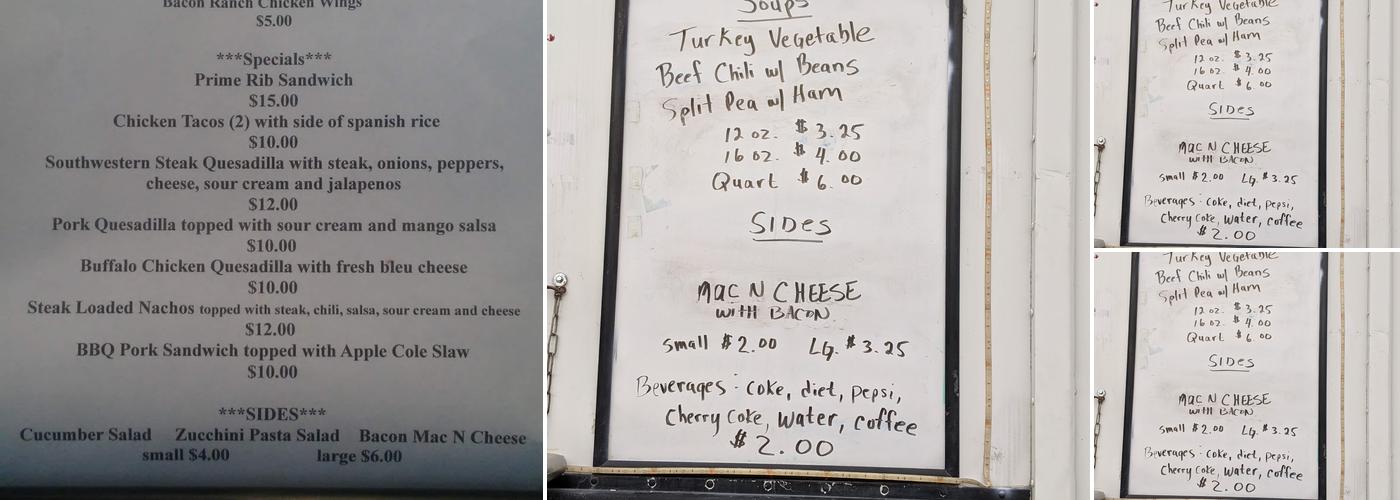 Bacon Ranch Chicken Wings
$5.00
***Specials***
Prime Rib Sandwich
$15.00
Chicken Tacos (2) with side of spanish rice
$10.00
Southwestern Steak Quesadilla with steak, onions, peppers,
cheese, sour cream and jalapenos
$12.00
Pork Quesadilla topped with sour cream and mango salsa
$10.00
Buffalo Chicken Quesadilla with fresh bleu cheese
$10.00
Steak Loaded Nachos topped with steak, chili, salsa, sour cream and cheese
$12.00
BBQ Pork Sandwich topped with Apple Cole Slaw
$10.00
***SIDES***
Cucumber Salad Zucchini Pasta Salad Bacon Mac N Cheese
small $4.00 large $6.00
Soups
Turkey Vegetable
Beef Chili w/ Beans
Split Pea w/ Ham
12 oz. $3.25
16 oz. $4.00
Quart $6.00
SIDes
MAC N CHEESE
WITH BACON
Small $2.00 LG. $3.25
Beverages: coke, diet, pepsi,
Cherry Coke, Water, coffee
$2.00
Turkey Vegetable
Beef Chili w/ Beans
Split Pea w/ Ham
12 oz. $3.25
16 oz. $4.00
Quart $6.00
SIDes
MAC N CHEESE
WITH BACON
Small $2.00 LG. $3.25
Beverages: coke, diet, pepsi,
Cherry Coke, Water, coffee
$2.00
Turkey Vegetable
Beef Chili w/ Beans
Split Pea w/ Ham
12 oz. $3.25
16 oz. $4.00
Quart $6.00
SIDes
MAC N CHEESE
WITH BACON
Small $2.00 LG. $3.25
Beverages: coke, diet, pepsi,
Cherry Coke, Water, coffee
$2.00